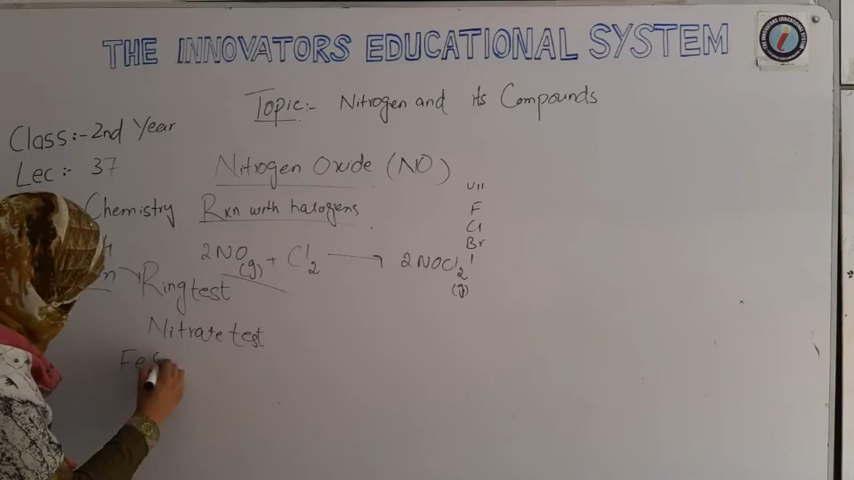 THE INNOVATORS EDUCATIONAL SYSTEM
Topic:- Nitrogen and its Compounds
Class:- 2nd Year
Lec:- 37
Nitrogen Oxide (NO)
Chemistry
Rxn with halogens
VII
F
Cl
Br
I
2NO(g) + Cl2 → 2NOCl2(g)
Ring test
Nitrate test
FeS